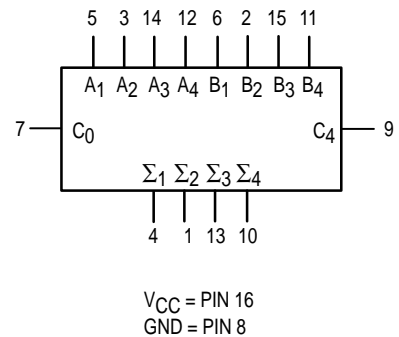 5 3 14 12 6 2 15 11
A1 A2 A3 A4 B1 B2 B3 B4
7 C0 C4 9
Σ1 Σ2 Σ3 Σ4
4 1 13 10
VCC = PIN 16
GND = PIN 8